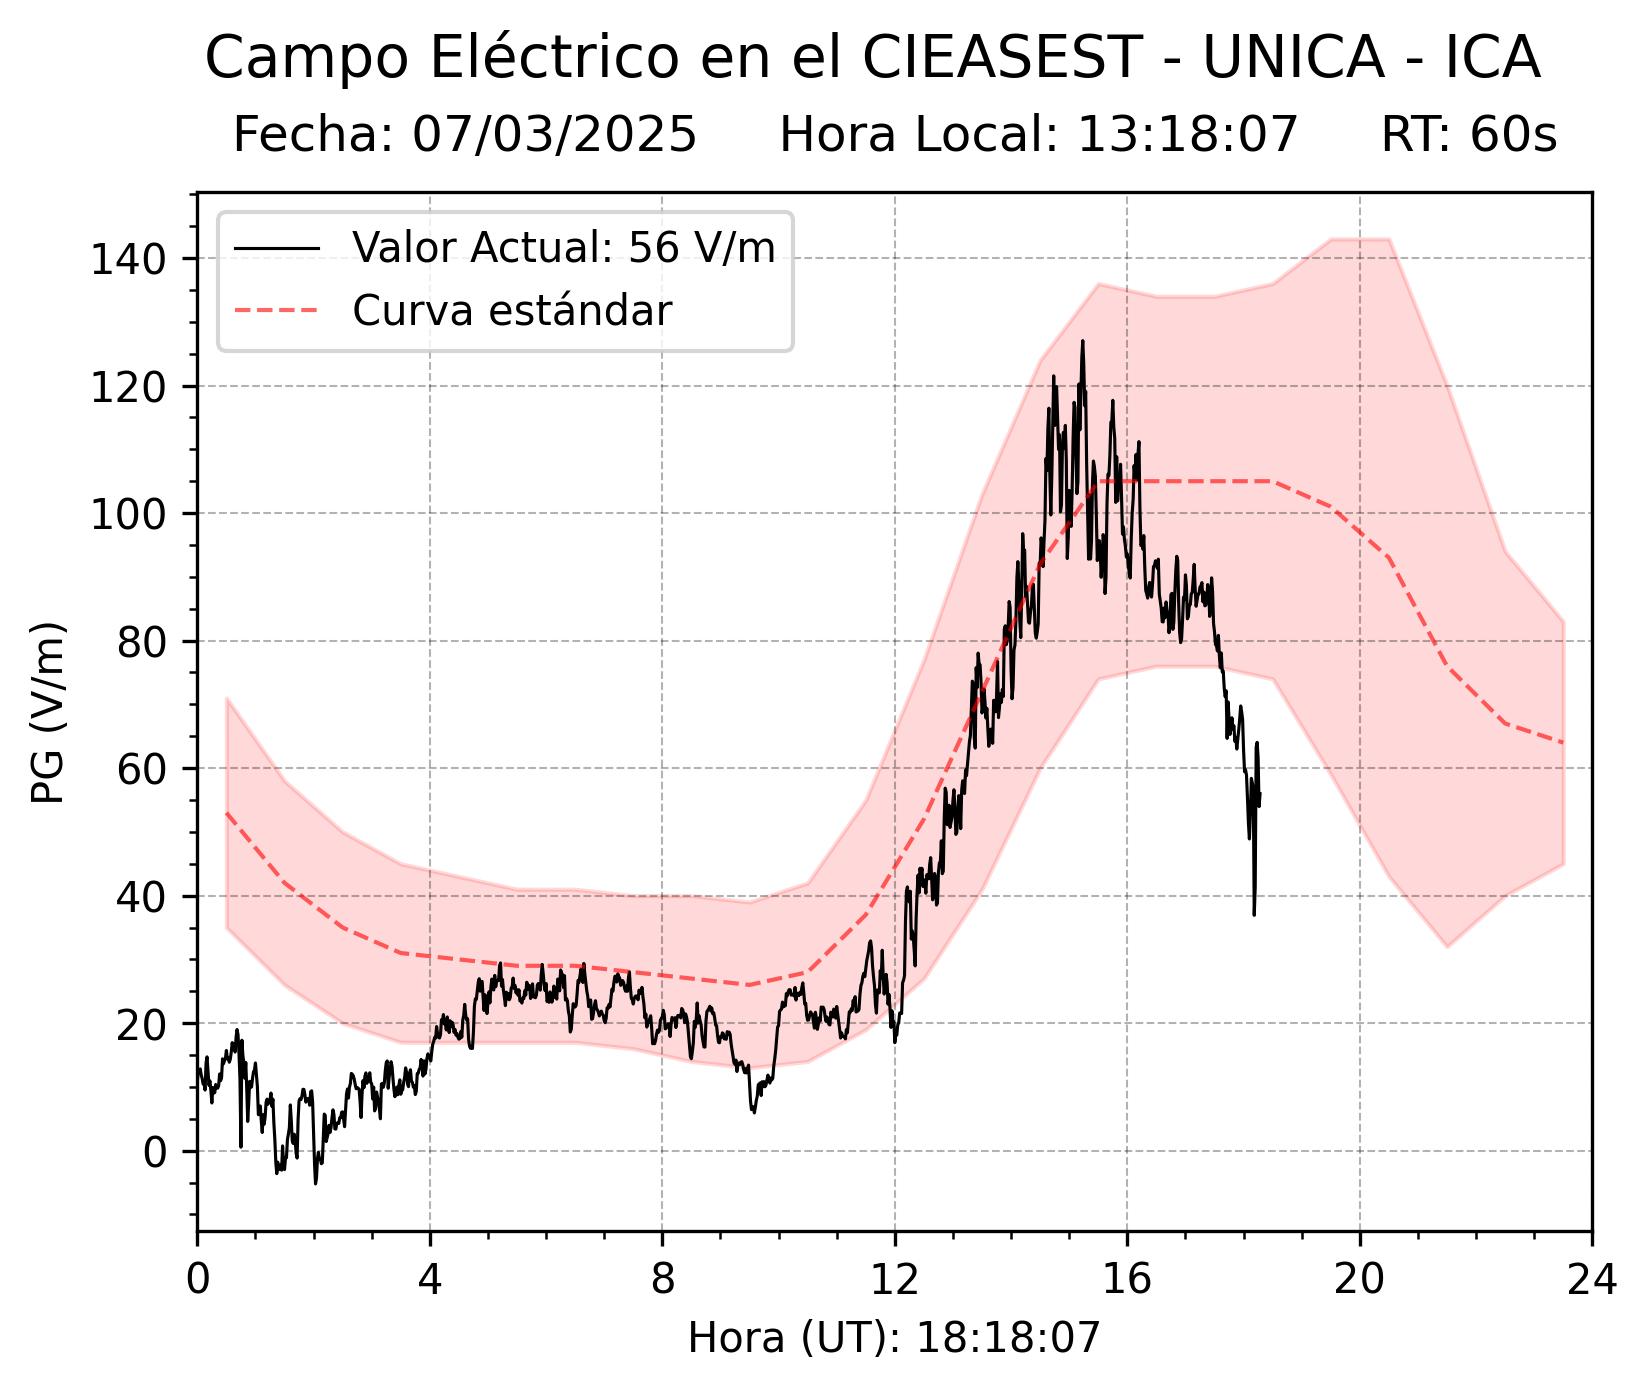 Campo Eléctrico en el CIEASEST - UNICA - ICA
Fecha: 07/03/2025 Hora Local: 13:18:07 RT: 60s
Valor Actual: 56 V/m
Curva estándar
140
120
100
80
60
40
20
0
PG (V/m)
0 4 8 12 16 20 24
Hora (UT): 18:18:07